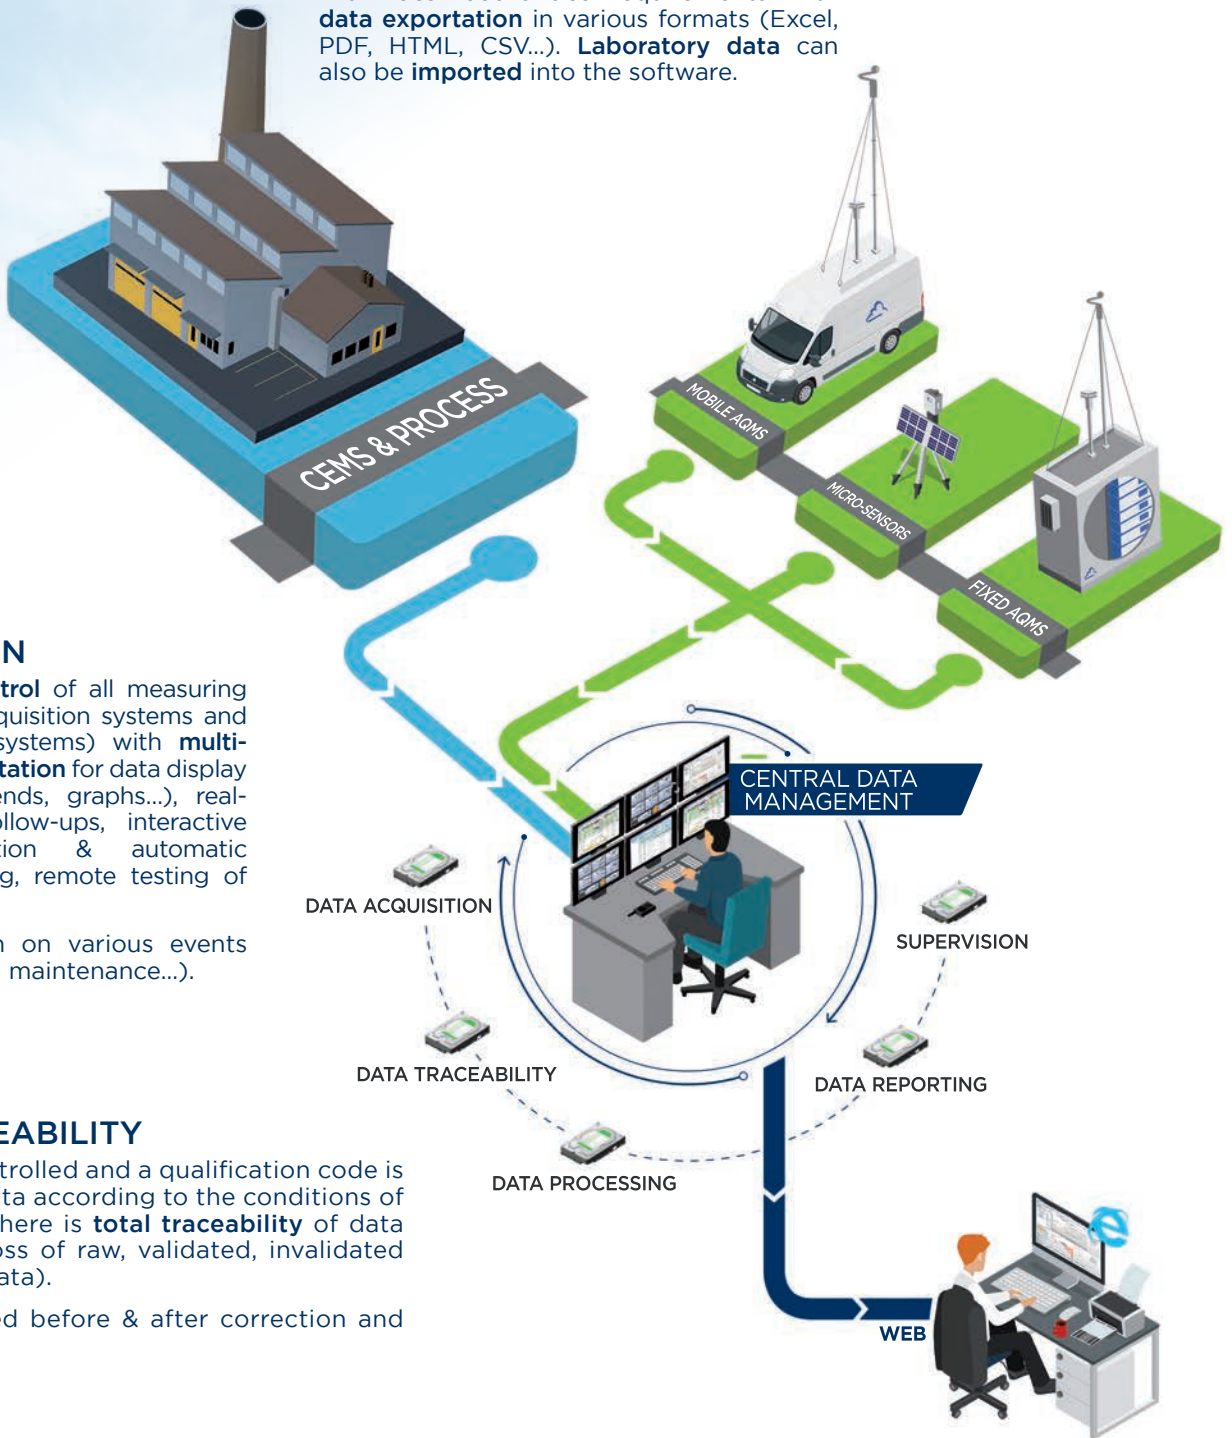 data exportation in various formats (Excel,
PDF, HTML, CSV...). Laboratory data can
also be imported into the software.
CEMS & PROCESS
MOBILE AQMS
MICRO-SENSORS
FIXED AQMS
N
trol of all measuring
quisition systems and
systems) with multi-
tation for data display
ends, graphs...), real-
ollow-ups, interactive
tion & automatic
g, remote testing of
n on various events
maintenance...).
CENTRAL DATA
MANAGEMENT
DATA ACQUISITION
SUPERVISION
DATA TRACEABILITY
DATA REPORTING
DATA PROCESSING
EABILITY
trolled and a qualification code is
ta according to the conditions of
here is total traceability of data
oss of raw, validated, invalidated
ata).
ed before & after correction and
WEB